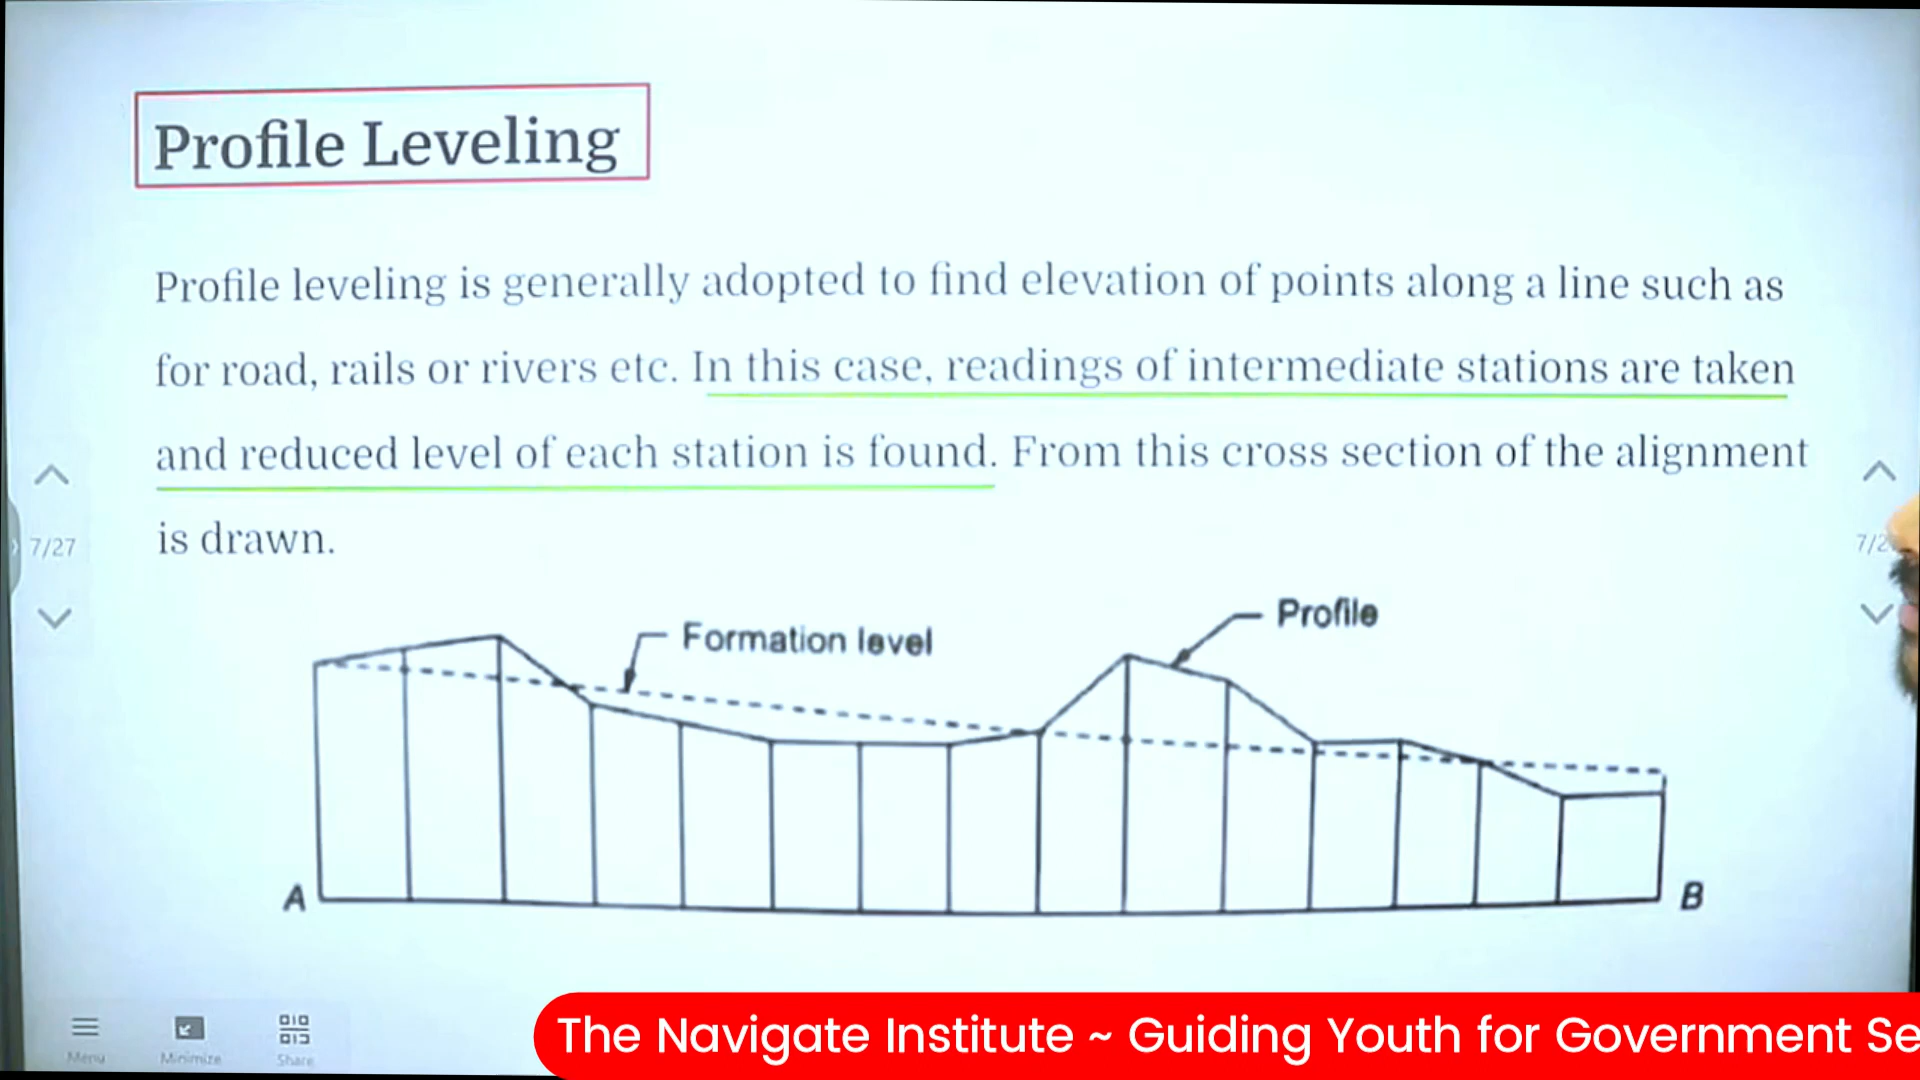 Profile Leveling
Profile leveling is generally adopted to find elevation of points along a line such as
for road, rails or rivers etc. In this case, readings of intermediate stations are taken
and reduced level of each station is found. From this cross section of the alignment
is drawn.
7/27
7/2
Formation level
Profile
A
B
Menu
Minimize
Share
The Navigate Institute ~ Guiding Youth for Government Se